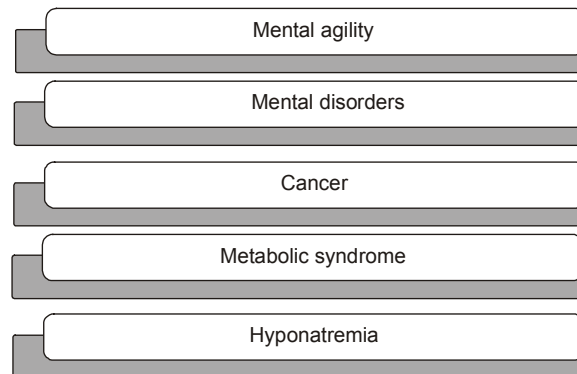 Mental agility
Mental disorders
Cancer
Metabolic syndrome
Hyponatremia